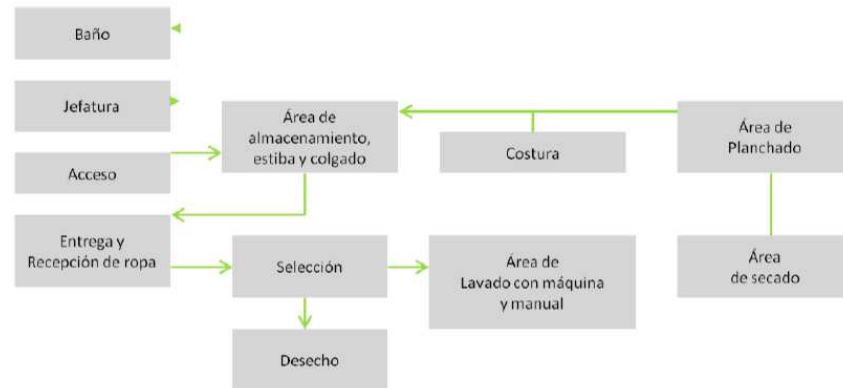 Baño
Jefatura
Área de
almacenamiento,
estiba y colgado
Área de
Planchado
Costura
Acceso
Entrega y
Recepción de ropa
Selección
Área de
Lavado con máquina
y manual
Área
de secado
Desecho